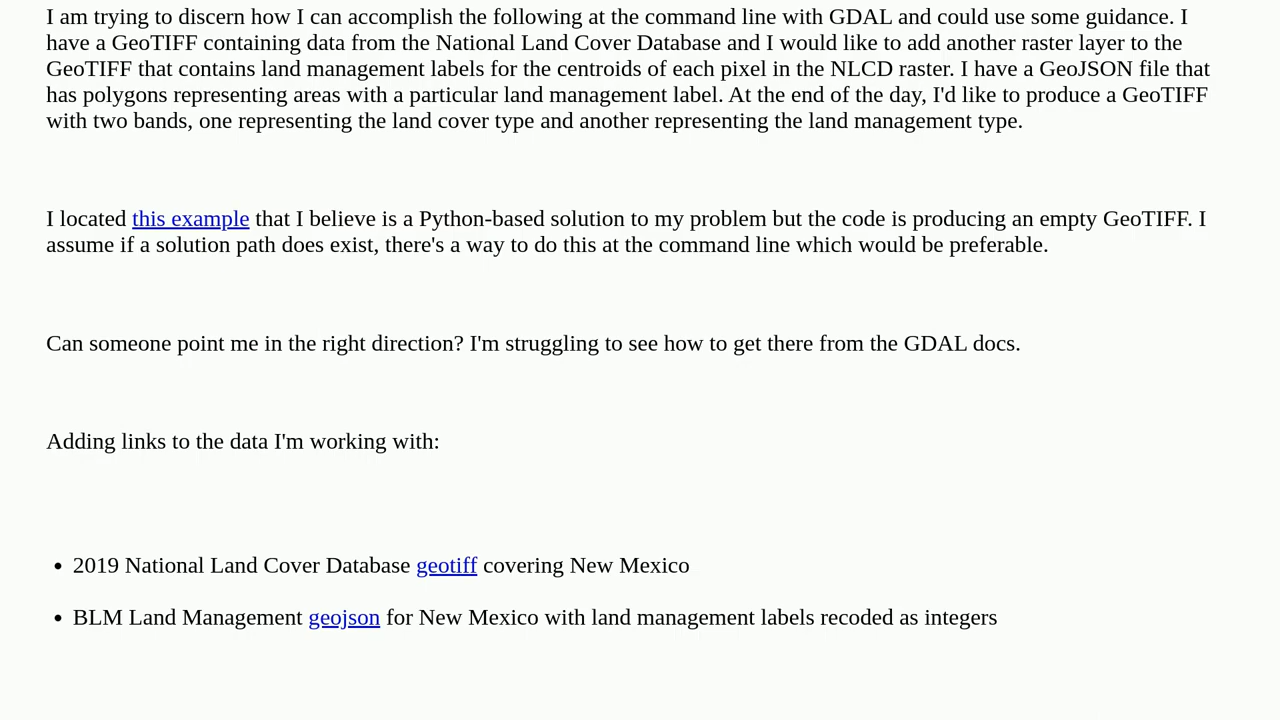 I am trying to discern how I can accomplish the following at the command line with GDAL and could use some guidance. I
have a GeoTIFF containing data from the National Land Cover Database and I would like to add another raster layer to the
GeoTIFF that contains land management labels for the centroids of each pixel in the NLCD raster. I have a GeoJSON file that
has polygons representing areas with a particular land management label. At the end of the day, I'd like to produce a GeoTIFF
with two bands, one representing the land cover type and another representing the land management type.
I located this example that I believe is a Python-based solution to my problem but the code is producing an empty GeoTIFF. I
assume if a solution path does exist, there's a way to do this at the command line which would be preferable.
Can someone point me in the right direction? I'm struggling to see how to get there from the GDAL docs.
Adding links to the data I'm working with:
• 2019 National Land Cover Database geotiff covering New Mexico
• BLM Land Management geojson for New Mexico with land management labels recoded as integers